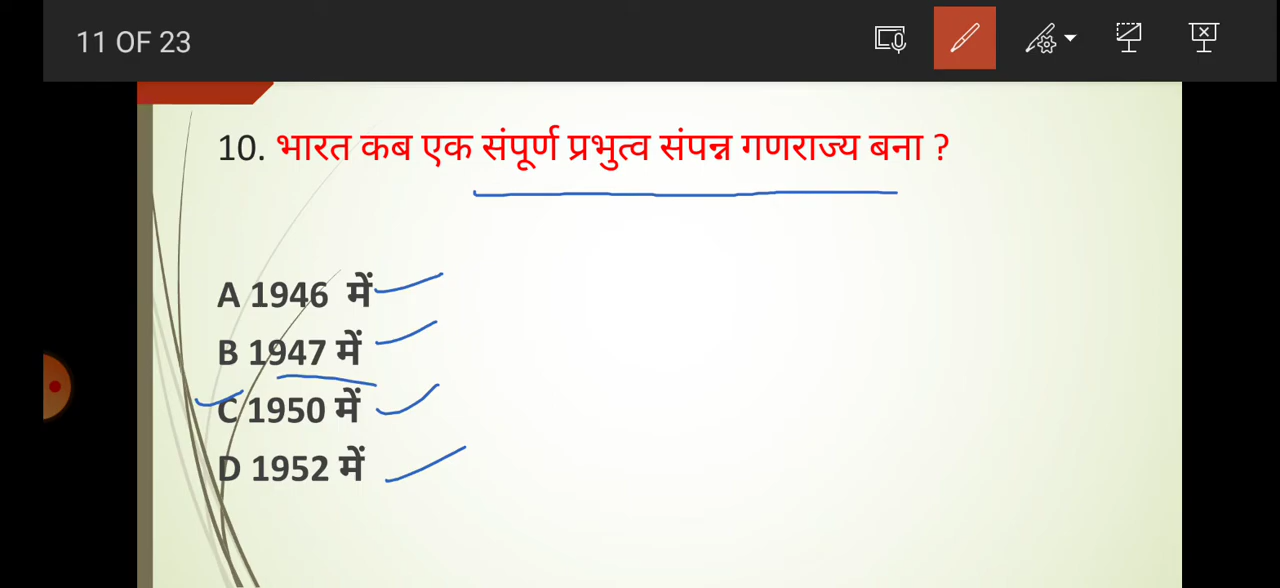 11 OF 23
10. भारत कब एक संपूर्ण प्रभुत्व संपन्न गणराज्य बना ?
A 1946 में
B 1947 में
C 1950 में
D 1952 में